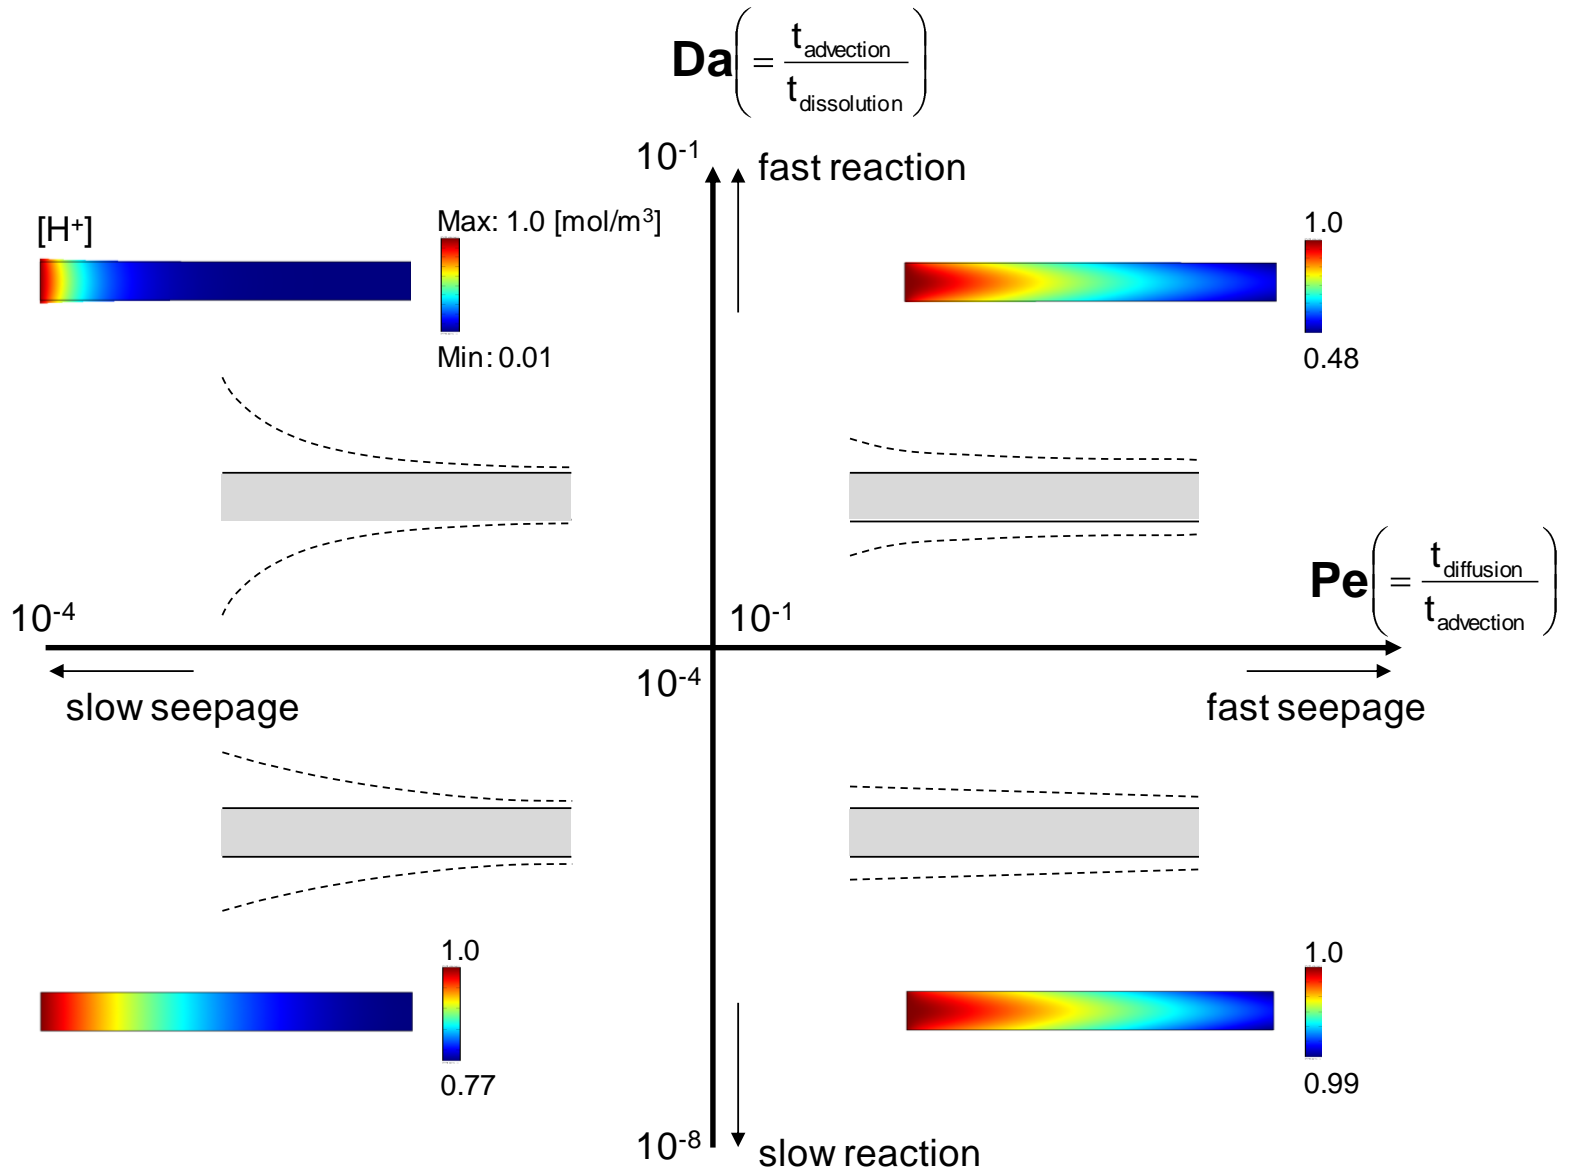 Da( = t_advection / t_dissolution )
10⁻¹
fast reaction
[H⁺]
Max: 1.0 [mol/m³]
Min: 0.01
1.0
0.48
Pe( = t_diffusion / t_advection )
10⁻⁴
10⁻¹
10⁻⁴
slow seepage
fast seepage
1.0
0.77
1.0
0.99
10⁻⁸
slow reaction